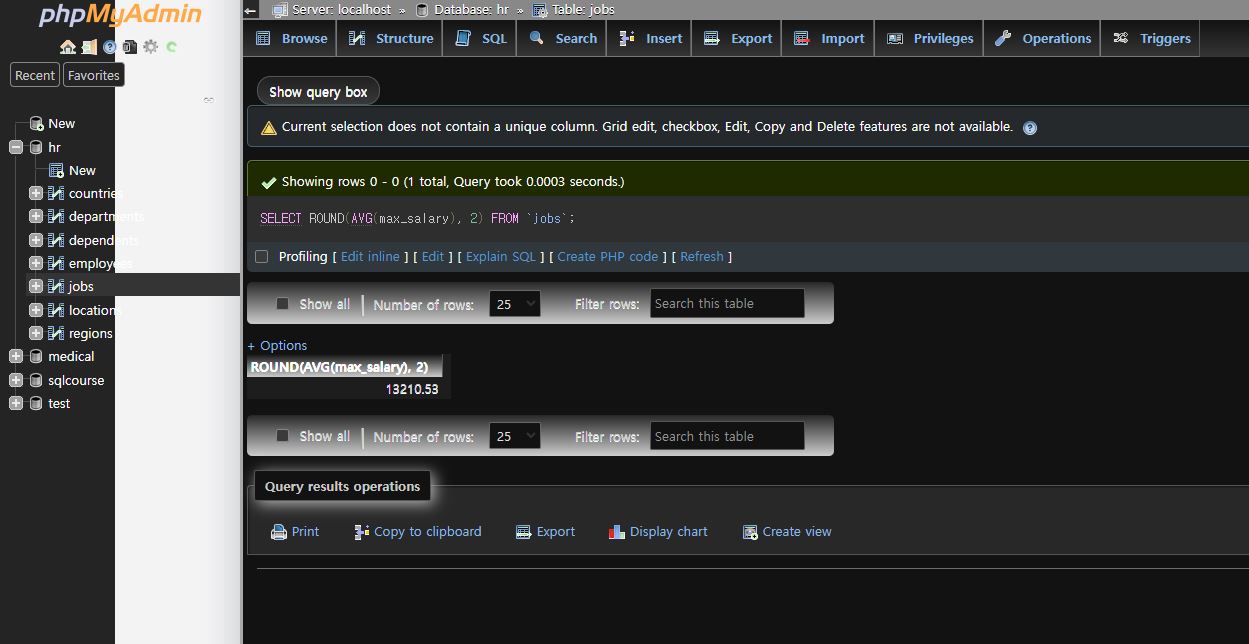 phpMyAdmin
Recent Favorites
New
hr
New
countries
departments
dependents
employees
jobs
locations
regions
medical
sqlcourse
test
Server: localhost » Database: hr » Table: jobs
Browse Structure SQL Search Insert Export Import Privileges Operations Triggers
Show query box
Current selection does not contain a unique column. Grid edit, checkbox, Edit, Copy and Delete features are not available.
Showing rows 0 - 0 (1 total, Query took 0.0003 seconds.)
SELECT ROUND(AVG(max_salary), 2) FROM `jobs`;
Profiling [ Edit inline ] [ Edit ] [ Explain SQL ] [ Create PHP code ] [ Refresh ]
Show all | Number of rows: 25 Filter rows: Search this table
+ Options
ROUND(AVG(max_salary), 2)
13210.53
Show all | Number of rows: 25 Filter rows: Search this table
Query results operations
Print Copy to clipboard Export Display chart Create view